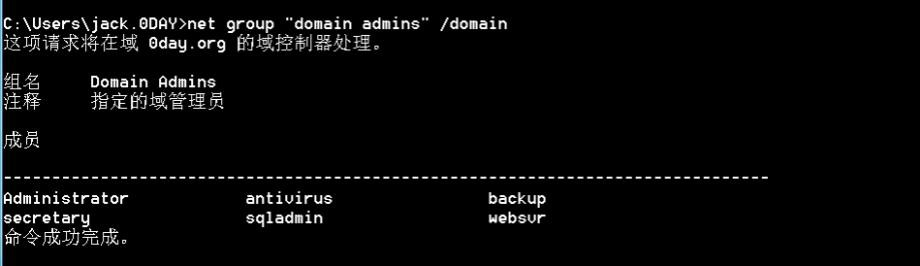 C:\Users\jack.0DAY>net group "domain admins" /domain
这项请求将在域 0day.org 的域控制器处理。
组名     Domain Admins
注释     指定的域管理员
成员
-------------------------------------------------------------------------------
Administrator            antivirus                backup
secretary                sqladmin                 websvr
命令成功完成。